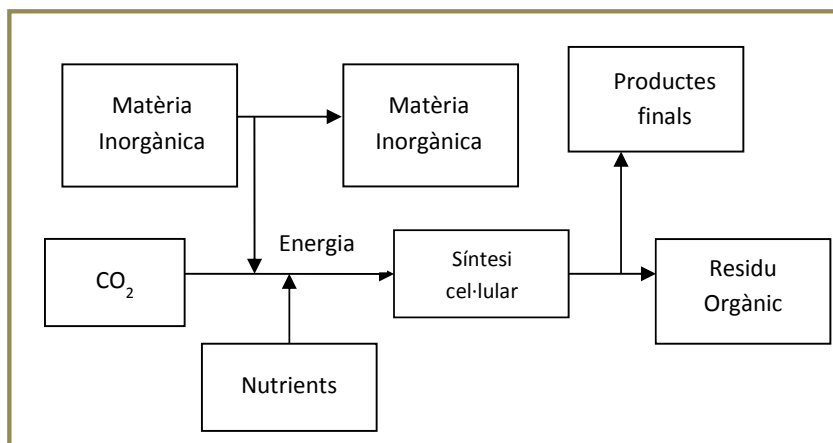 Matèria
Inorgànica
Matèria
Inorgànica
Productes
finals
CO2
Energia
Síntesi
cel·lular
Residu
Orgànic
Nutrients